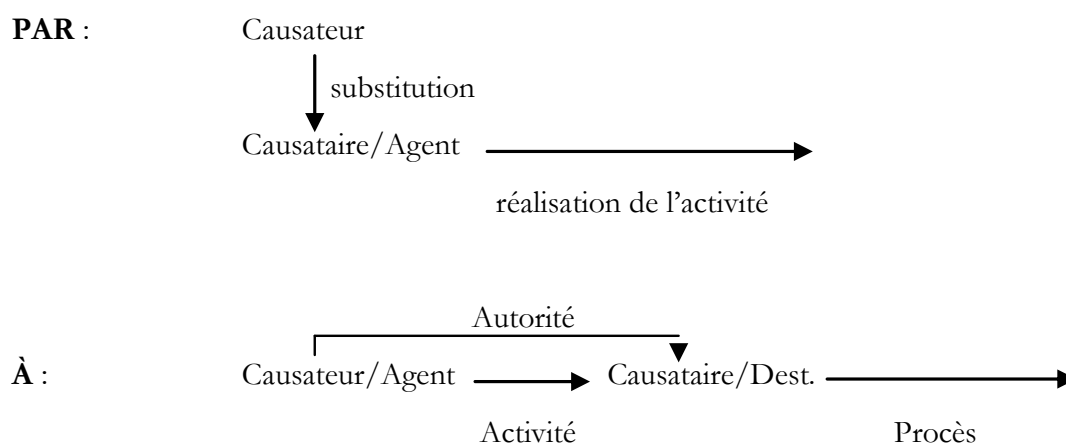 PAR : Causateur
substitution
Causataire/Agent
réalisation de l'activité
Autorité
À : Causateur/Agent Causataire/Dest.
Activité Procès